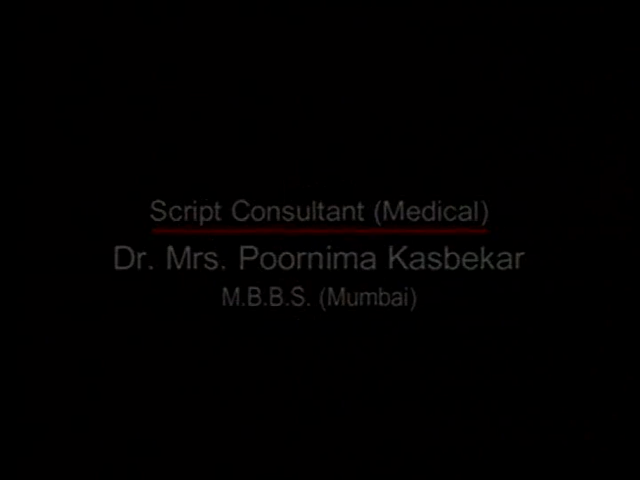 Script Consultant (Medical)
Dr. Mrs. Poornima Kasbekar
M.B.B.S. (Mumbai)